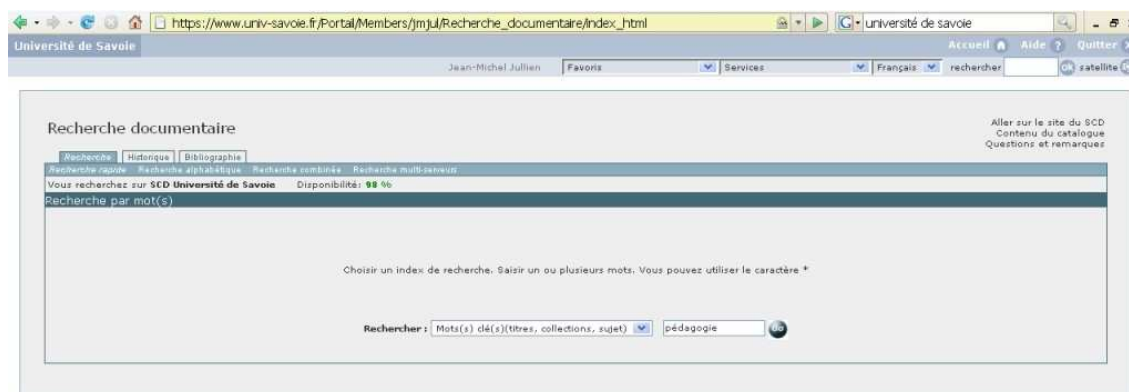 https://www.univ-savoie.fr/Portal/Members/jmjul/Recherche_documentaire/index_html
université de savoie
Université de Savoie
Accueil Aide ? Quitter
Jean-Michel Jullien Favoris Services Français rechercher OK satellite
Recherche documentaire
Aller sur le site du SCD
Contenu du catalogue
Questions et remarques
Recherche Historique Bibliographie
Recherche rapide Recherche alphabétique Recherche combinée Recherche multi-serveurs
Vous recherchez sur SCD Université de Savoie Disponibilité: 98 %
Recherche par mot(s)
Choisir un index de recherche. Saisir un ou plusieurs mots. Vous pouvez utiliser le caractère *
Rechercher : Mots(s) clé(s)(titres, collections, sujet) pédagogie Go